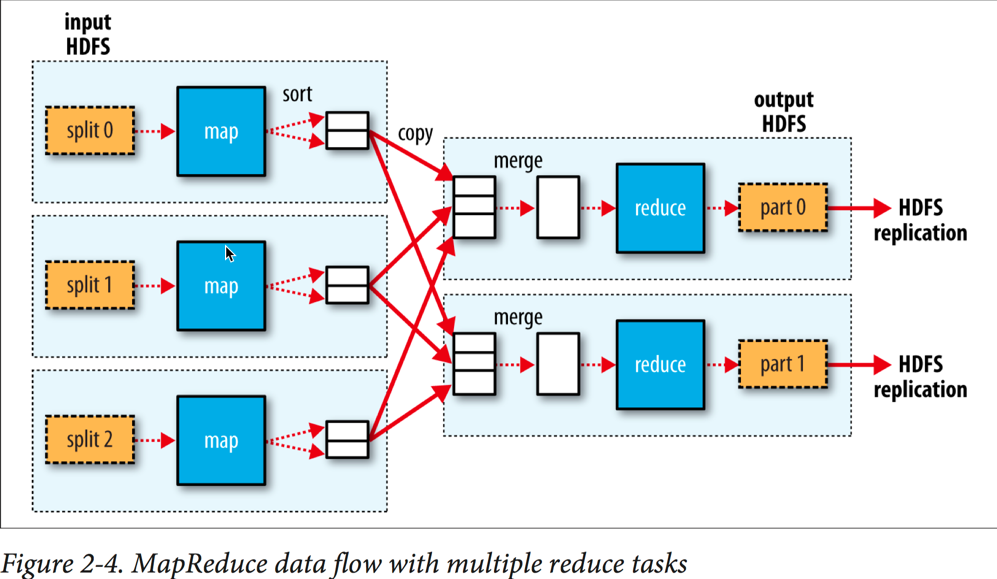 input
HDFS
split 0
map
sort
copy
split 1
map
split 2
map
output
HDFS
merge
reduce
part 0
HDFS
replication
merge
reduce
part 1
HDFS
replication
Figure 2-4. MapReduce data flow with multiple reduce tasks